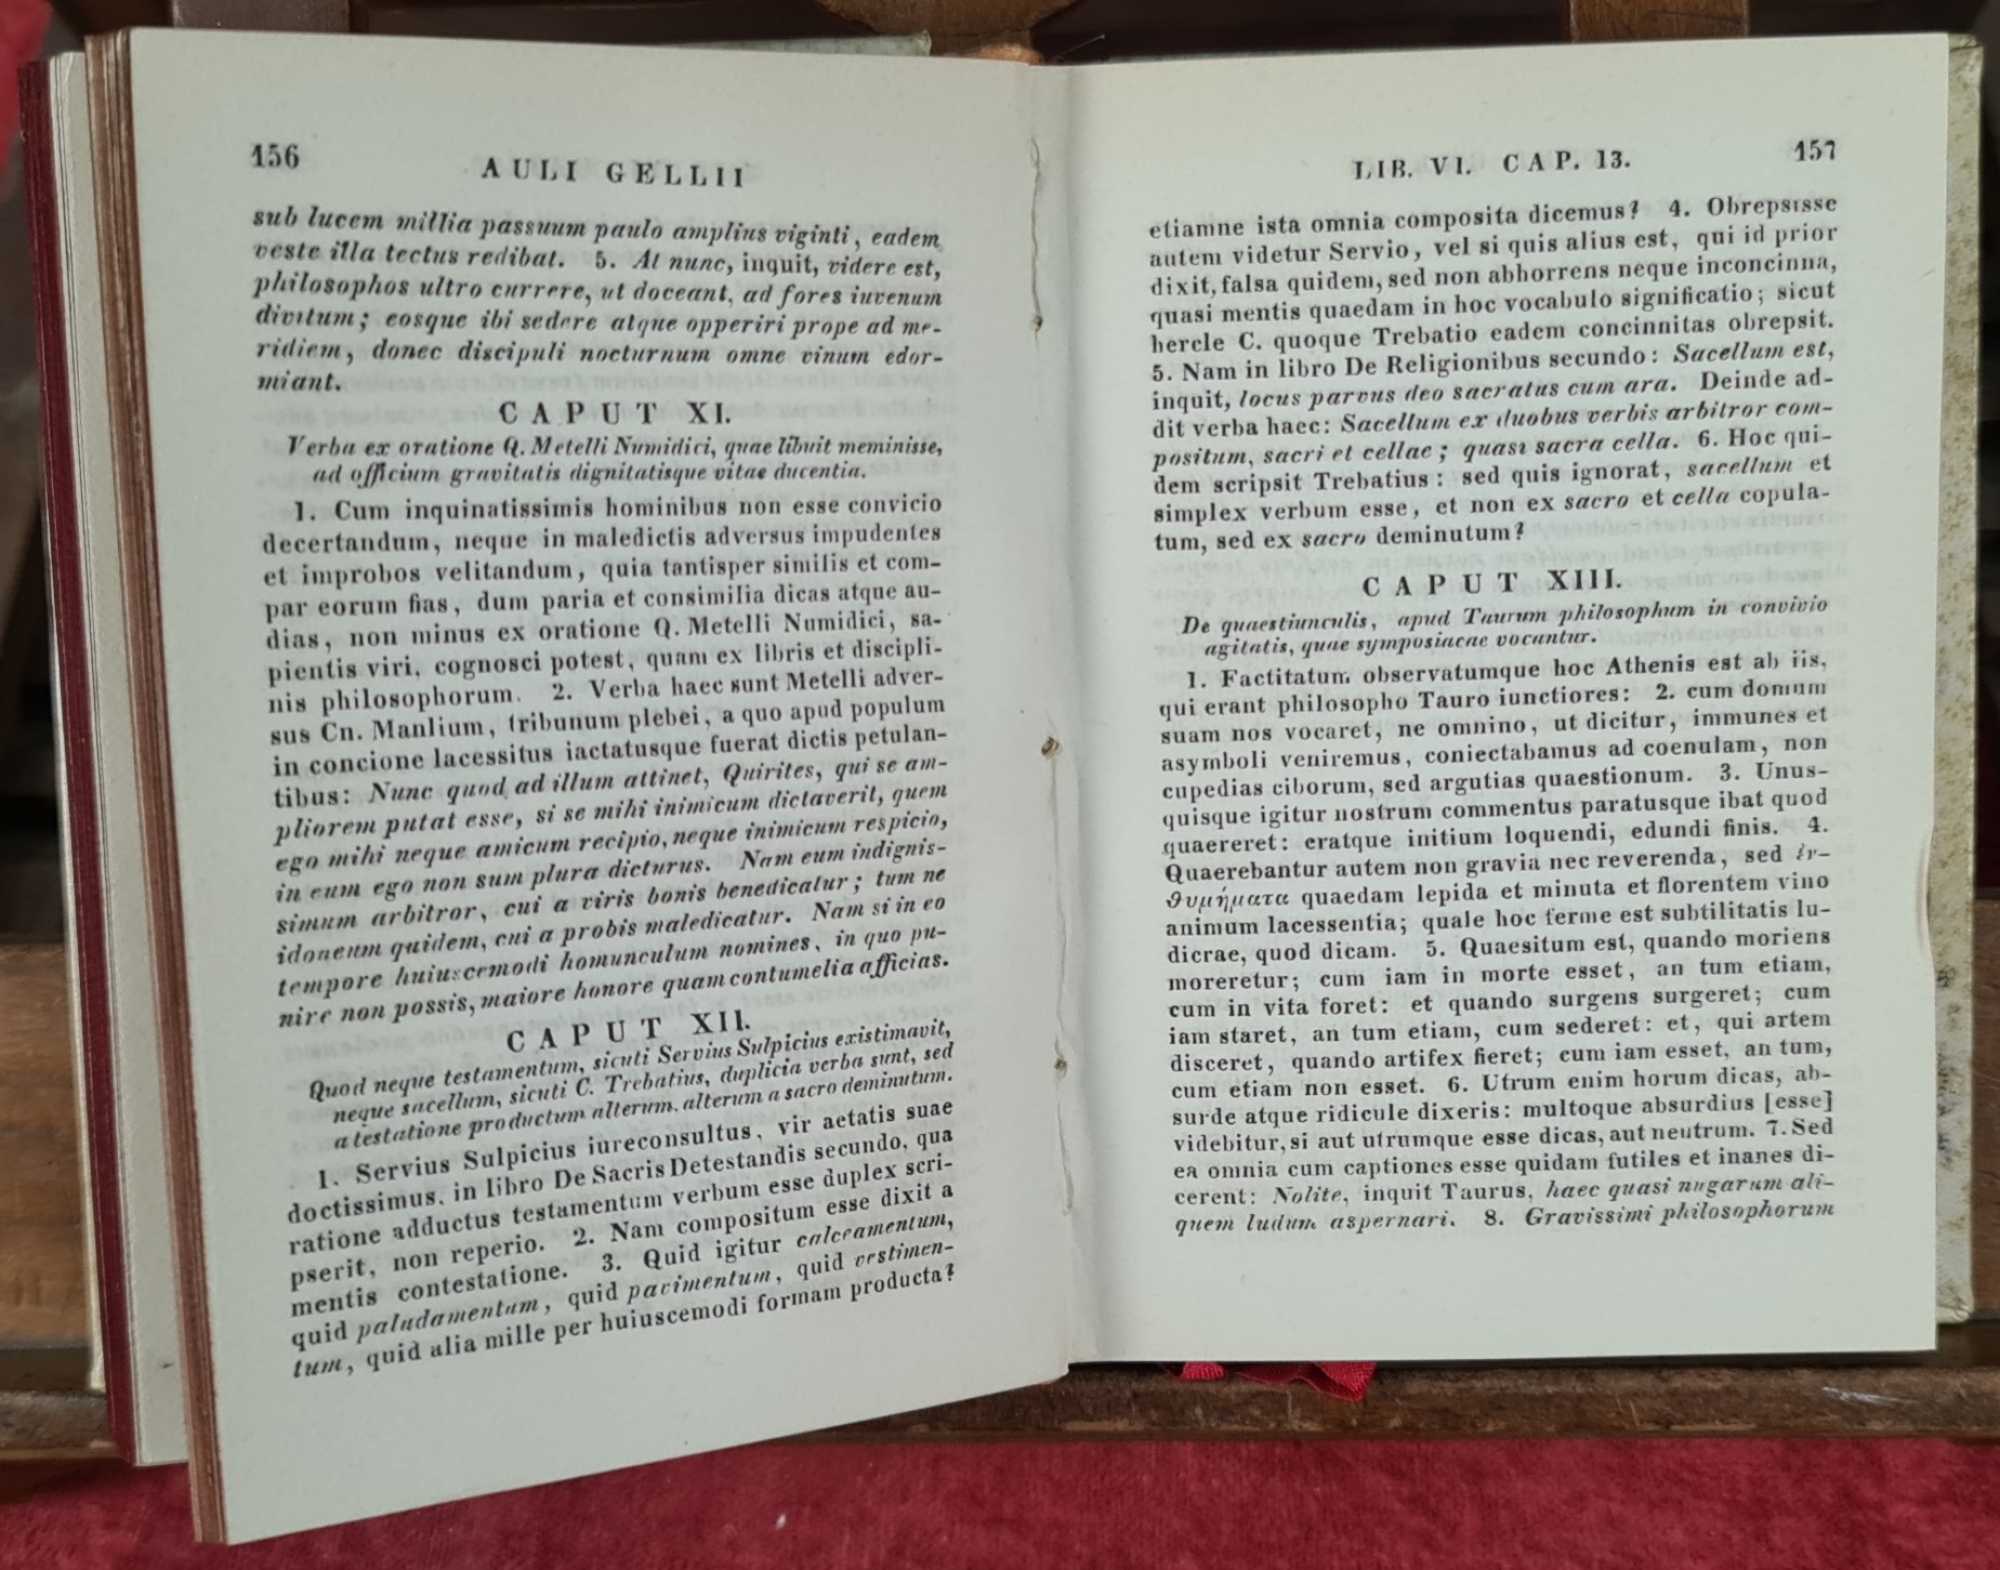 156
AULI GELLII
sub lucem millia passuum paulo amplius viginti, eadem
veste illa tectus redibat. 5. At nunc, inquit, videre est,
philosophos ultro currere, ut doceant, ad fores iuvenum
divitum; eosque ibi sedere atque opperiri prope ad me-
ridiem, donec discipuli nocturnum omne vinum edor-
miant.
CAPUT XI.
Verba ex oratione Q. Metelli Numidici, quae libuit meminisse,
ad officium gravitatis dignitatisque vitae ducentia.
1. Cum inquinatissimis hominibus non esse convicio
decertandum, neque in maledictis adversus impudentes
et improbos velitandum, quia tantisper similis et com-
par eorum fias, dum paria et consimilia dicas atque au-
dias, non minus ex oratione Q. Metelli Numidici, sa-
pientis viri, cognosci potest, quam ex libris et discipli-
nis philosophorum. 2. Verba haec sunt Metelli adver-
sus Cn. Manlium, tribunum plebei, a quo apud populum
in concione lacessitus iactatusque fuerat dictis petulan-
tibus: Nunc quod ad illum attinet, Quirites, qui se am-
pliorem putat esse, si se mihi inimicum dictaverit, quem
ego mihi neque amicum recipio, neque inimicum respicio,
in eum ego non sum plura dicturus. Nam eum indignis-
simum arbitror, cui a viris bonis benedicatur; tum ne
idoneum quidem, cui a probis maledicatur. Nam si in eo
tempore huiuscemodi homunculum nomines, in quo pu-
nire non possis, maiore honore quam contumelia afficias.
CAPUT XII.
Quod neque testamentum, sicuti Servius Sulpicius existimavit,
neque sacellum, sicuti C. Trebatius, duplicia verba sunt, sed
a testatione productum alterum, alterum a sacro deminutum.
1. Servius Sulpicius iureconsultus, vir aetatis suae
doctissimus, in libro De Sacris Detestandis secundo, qua
ratione adductus testamentum verbum esse duplex scri-
pserit, non reperio. 2. Nam compositum esse dixit a
mentis contestatione. 3. Quid igitur calceamentum,
quid paludamentum, quid pavimentum, quid vestimen-
tum, quid alia mille per huiuscemodi formam producta?
LIB. VI. CAP. 13.
157
etiamne ista omnia composita dicemus? 4. Obrepsisse
autem videtur Servio, vel si quis alius est, qui id prior
dixit, falsa quidem, sed non abhorrens neque inconcinna,
quasi mentis quaedam in hoc vocabulo significatio; sicut
hercle C. quoque Trebatio eadem concinnitas obrepsit.
5. Nam in libro De Religionibus secundo: Sacellum est,
inquit, locus parvus deo sacratus cum ara. Deinde ad-
dit verba haec: Sacellum ex duobus verbis arbitror com-
positum, sacri et cellae; quasi sacra cella. 6. Hoc qui-
dem scripsit Trebatius: sed quis ignorat, sacellum et
simplex verbum esse, et non ex sacro et cella copula-
tum, sed ex sacro deminutum?
CAPUT XIII.
De quaestiunculis, apud Taurum philosophum in convivio
agitatis, quae symposiacae vocantur.
1. Factitatum observatumque hoc Athenis est ab iis,
qui erant philosopho Tauro iunctiores: 2. cum domum
suam nos vocaret, ne omnino, ut dicitur, immunes et
asymboli veniremus, coniectabamus ad coenulam, non
cupedias ciborum, sed argutias quaestionum. 3. Unus-
quisque igitur nostrum commentus paratusque ibat quod
quaereret: eratque initium loquendi, edundi finis. 4.
Quaerebantur autem non gravia nec reverenda, sed ἐν-
θυμήματα quaedam lepida et minuta et florentem vino
animum lacessentia; quale hoc ferme est subtilitatis lu-
dicrae, quod dicam. 5. Quaesitum est, quando moriens
moreretur; cum iam in morte esset, an tum etiam,
cum in vita foret: et quando surgens surgeret; cum
iam staret, an tum etiam, cum sederet: et, qui artem
disceret, quando artifex fieret; cum iam esset, an tum,
cum etiam non esset. 6. Utrum enim horum dicas, ab-
surde atque ridicule dixeris: multoque absurdius [esse]
videbitur, si aut utrumque esse dicas, aut neutrum. 7. Sed
ea omnia cum captiones esse quidam futiles et inanes di-
cerent: Nolite, inquit Taurus, haec quasi nugarum ali-
quem ludum aspernari. 8. Gravissimi philosophorum